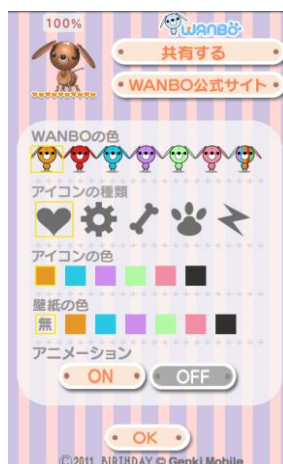 100%
WANBO
共有する
WANBO公式サイト
WANBOの色
アイコンの種類
アイコンの色
壁紙の色
無
アニメーション
ON
OFF
OK
©2011 BIRTHDAY © Genki Mobile